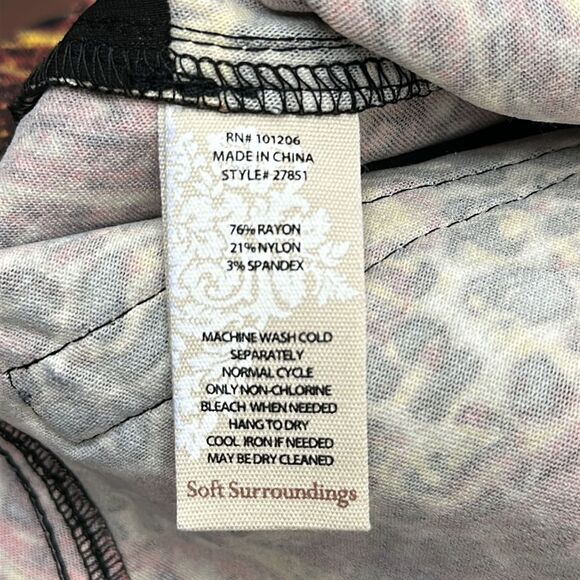 RN# 101206
MADE IN CHINA
STYLE# 27851
76% RAYON
21% NYLON
3% SPANDEX
MACHINE WASH COLD
SEPARATELY
NORMAL CYCLE
ONLY NON-CHLORINE
BLEACH WHEN NEEDED
HANG TO DRY
COOL IRON IF NEEDED
MAY BE DRY CLEANED
Soft Surroundings